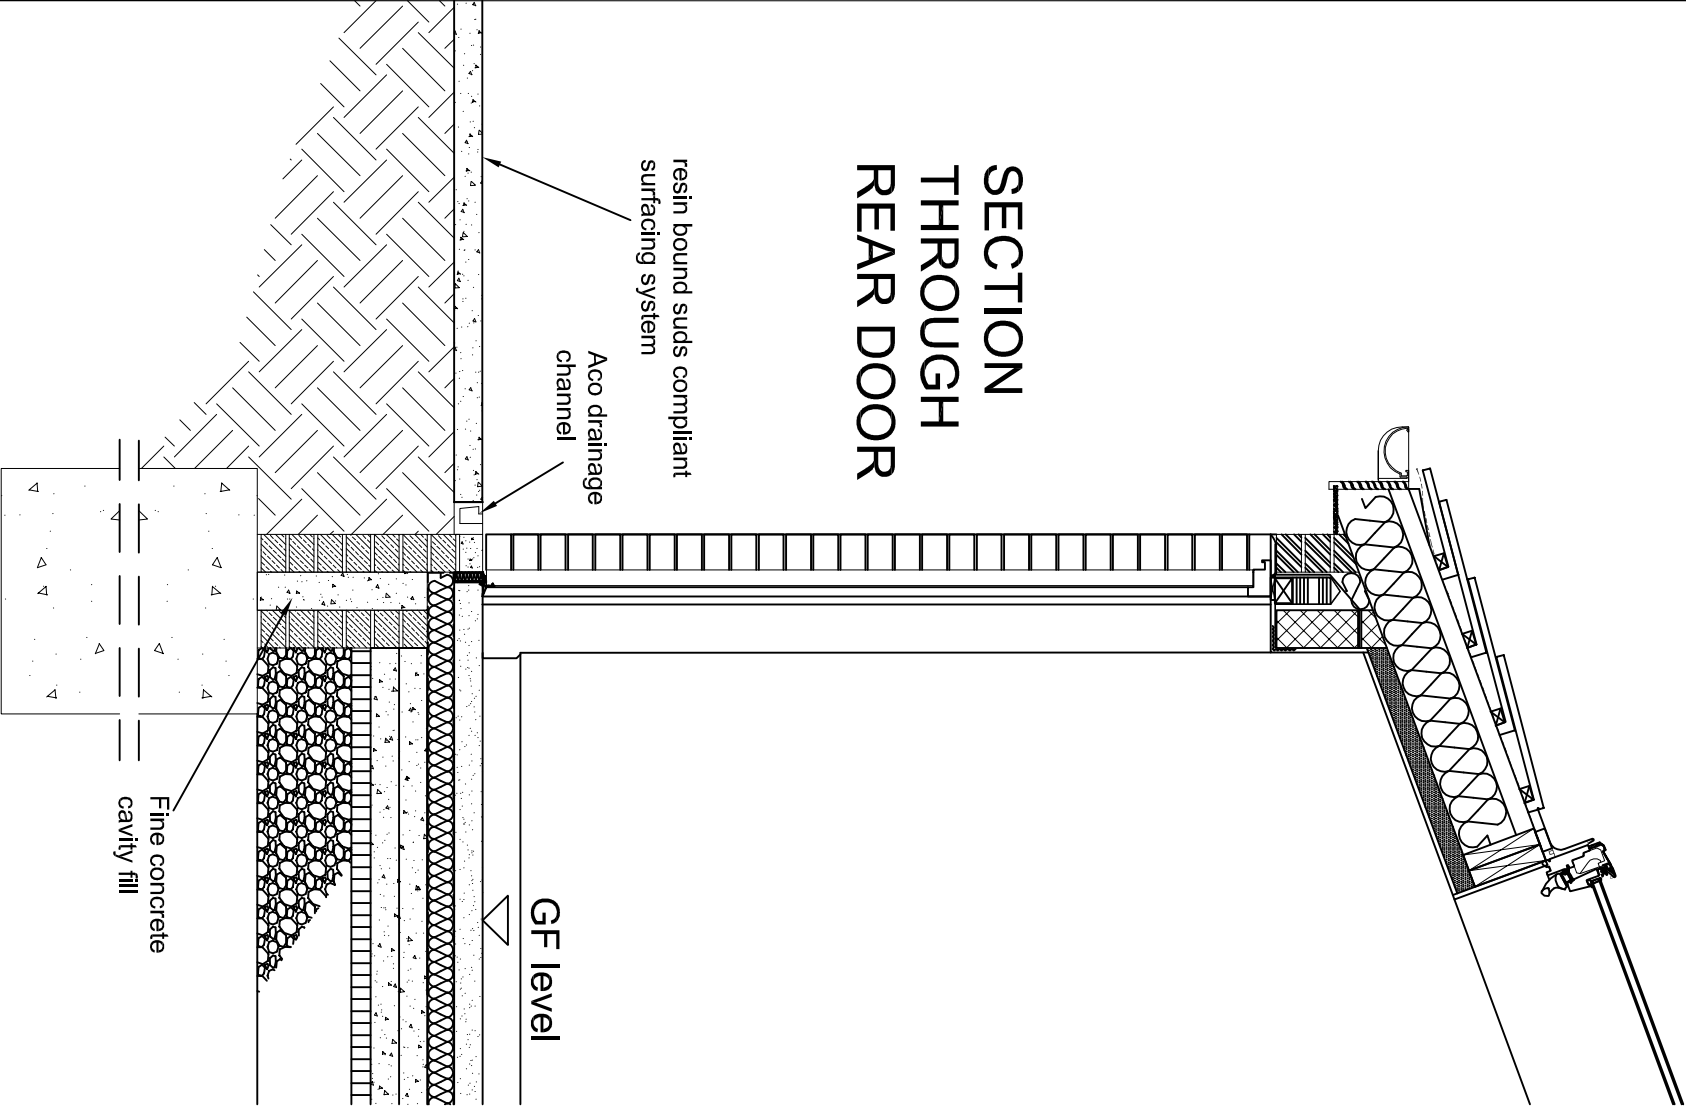 SECTION
THROUGH
REAR DOOR
resin bound suds compliant
surfacing system
Aco drainage
channel
GF level
Fine concrete
cavity fill